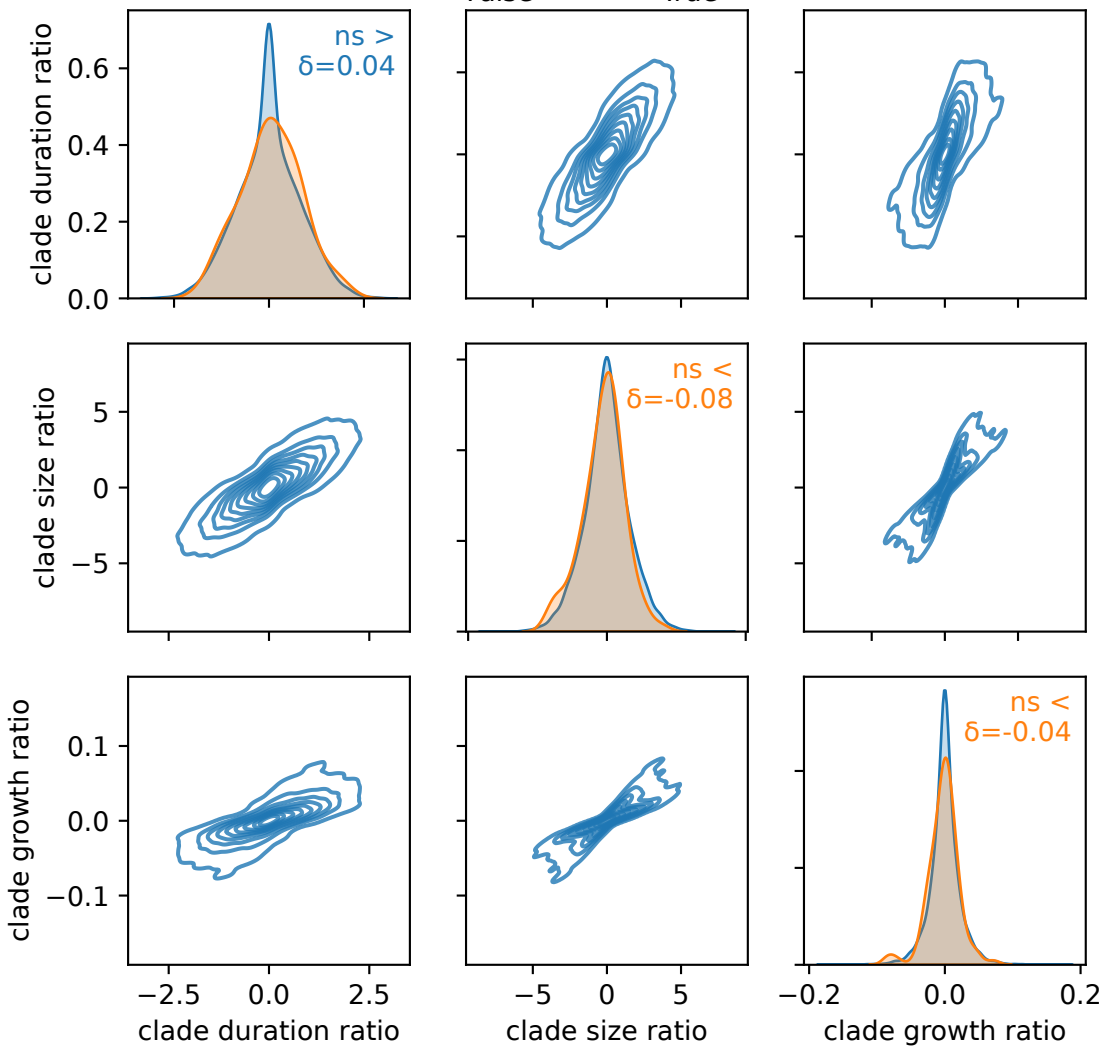 clade duration ratio
0.6
0.4
0.2
0.0
ns >
δ=0.04
clade size ratio
5
0
−5
ns <
δ=-0.08
clade growth ratio
0.1
0.0
−0.1
ns <
δ=-0.04
−2.5 0.0 2.5
clade duration ratio
−5 0 5
clade size ratio
−0.2 0.0 0.2
clade growth ratio